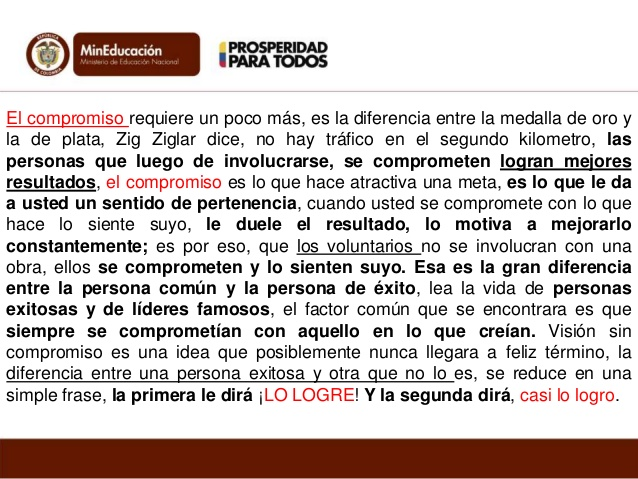 REPÚBLICA DE COLOMBIA
MinEducación
Ministerio de Educación Nacional
PROSPERIDAD
PARA TODOS
El compromiso requiere un poco más, es la diferencia entre la medalla de oro y
la de plata, Zig Ziglar dice, no hay tráfico en el segundo kilometro, las
personas que luego de involucrarse, se comprometen logran mejores
resultados, el compromiso es lo que hace atractiva una meta, es lo que le da
a usted un sentido de pertenencia, cuando usted se compromete con lo que
hace lo siente suyo, le duele el resultado, lo motiva a mejorarlo
constantemente; es por eso, que los voluntarios no se involucran con una
obra, ellos se comprometen y lo sienten suyo. Esa es la gran diferencia
entre la persona común y la persona de éxito, lea la vida de personas
exitosas y de líderes famosos, el factor común que se encontrara es que
siempre se comprometían con aquello en lo que creían. Visión sin
compromiso es una idea que posiblemente nunca llegara a feliz término, la
diferencia entre una persona exitosa y otra que no lo es, se reduce en una
simple frase, la primera le dirá ¡LO LOGRE! Y la segunda dirá, casi lo logro.